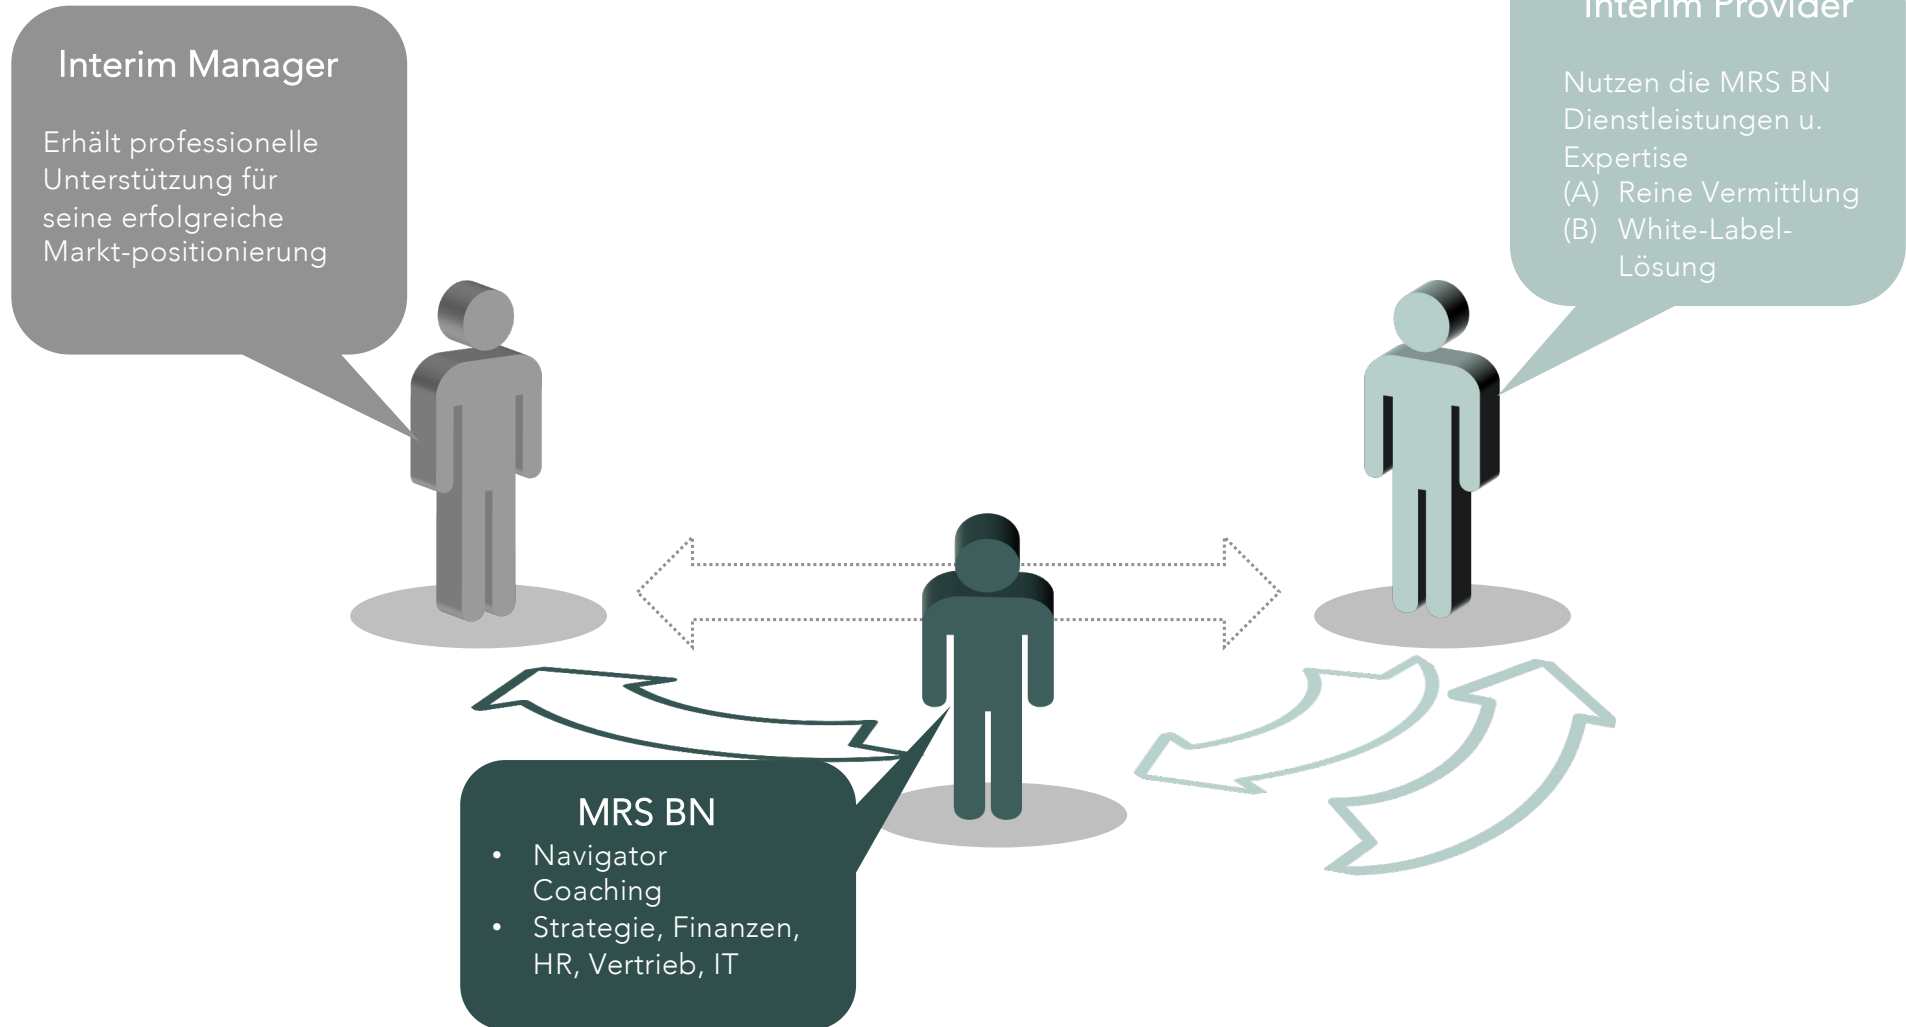 Interim Manager
Erhält professionelle
Unterstützung für
seine erfolgreiche
Markt-positionierung
Interim Provider
Nutzen die MRS BN
Dienstleistungen u.
Expertise
(A) Reine Vermittlung
(B) White-Label-
Lösung
MRS BN
• Navigator
Coaching
• Strategie, Finanzen,
HR, Vertrieb, IT